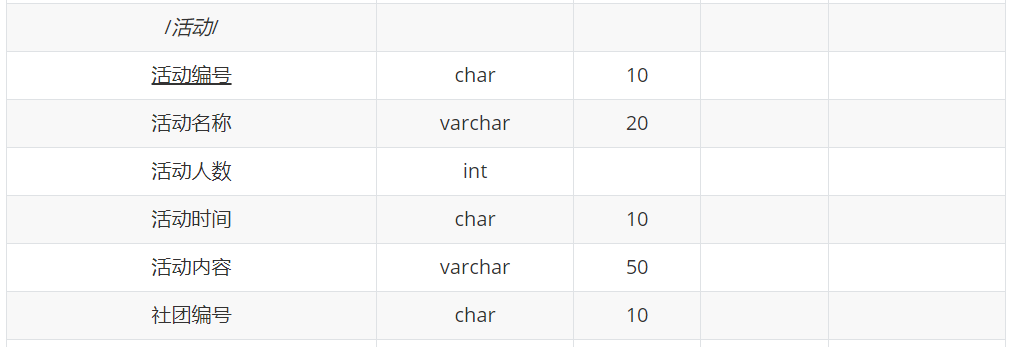 /活动/
活动编号 char 10
活动名称 varchar 20
活动人数 int
活动时间 char 10
活动内容 varchar 50
社团编号 char 10